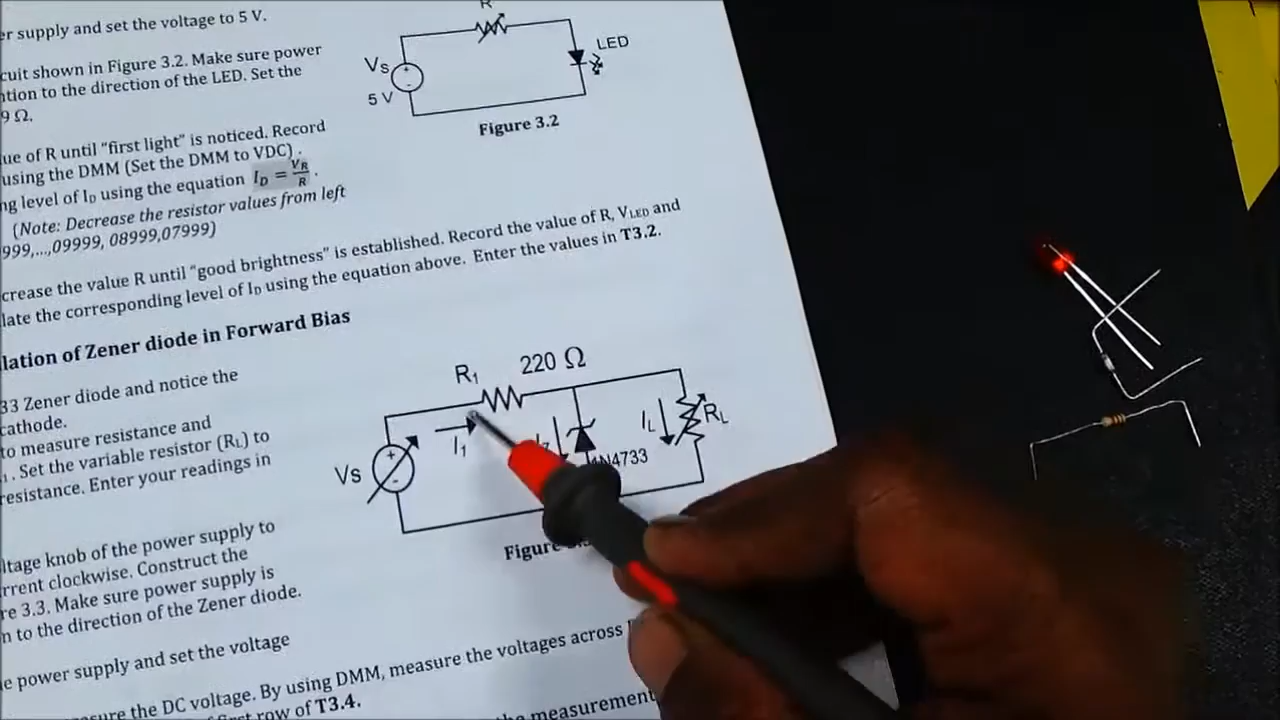 er supply and set the voltage to 5 V.
cuit shown in Figure 3.2. Make sure power
ntion to the direction of the LED. Set the
9 Ω.
R
LED
Vs
5 V
Figure 3.2
ue of R until "first light" is noticed. Record
using the DMM (Set the DMM to VDC).
ng level of ID using the equation ID = VR/R.
(Note: Decrease the resistor values from left
999,...,09999, 08999,07999)
crease the value R until "good brightness" is established. Record the value of R, VLED and
late the corresponding level of ID using the equation above. Enter the values in T3.2.
lation of Zener diode in Forward Bias
33 Zener diode and notice the
cathode.
to measure resistance and
. Set the variable resistor (RL) to
resistance. Enter your readings in
R1
220 Ω
I1
IL
RL
Vs
N4733
Figure
ltage knob of the power supply to
rrent clockwise. Construct the
re 3.3. Make sure power supply is
n to the direction of the Zener diode.
e power supply and set the voltage
sure the DC voltage. By using DMM, measure the voltages across
first row of T3.4.
the measurement